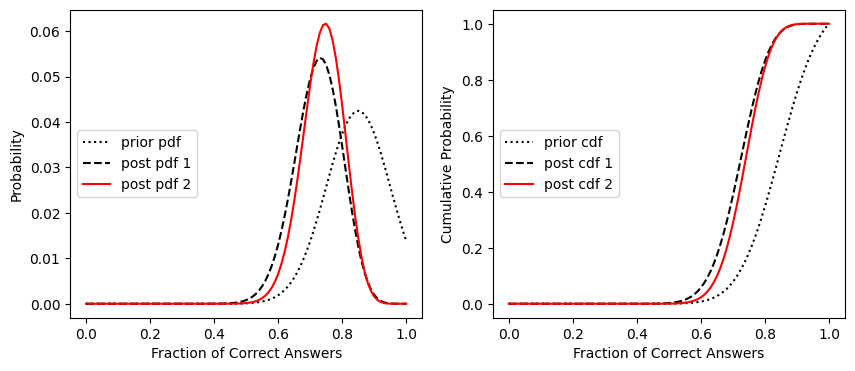 Probability
0.06
0.05
0.04
0.03
0.02
0.01
0.00
prior pdf
post pdf 1
post pdf 2
0.0 0.2 0.4 0.6 0.8 1.0
Fraction of Correct Answers
Cumulative Probability
1.0
0.8
0.6
0.4
0.2
0.0
prior cdf
post cdf 1
post cdf 2
0.0 0.2 0.4 0.6 0.8 1.0
Fraction of Correct Answers